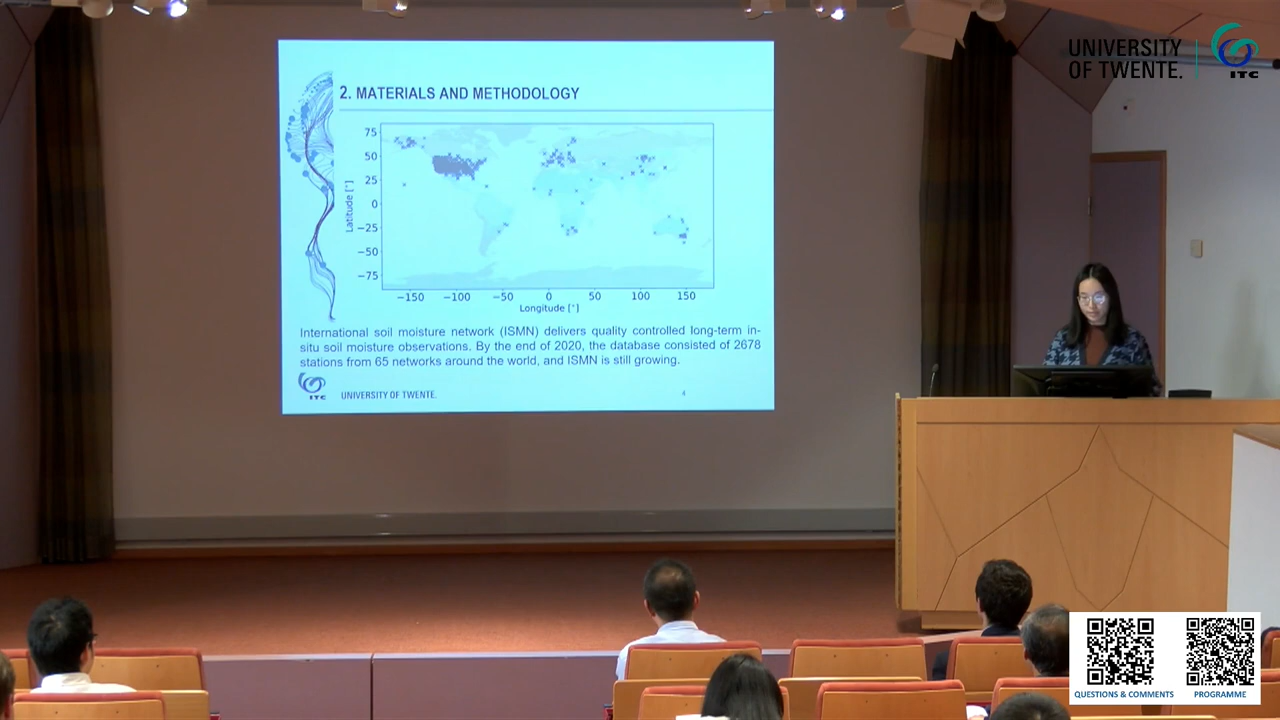 UNIVERSITY
OF TWENTE.
ITC
2. MATERIALS AND METHODOLOGY
75
50
25
0
−25
−50
−75
Latitude [°]
−150 −100 −50 0 50 100 150
Longitude [°]
International soil moisture network (ISMN) delivers quality controlled long-term in-
situ soil moisture observations. By the end of 2020, the database consisted of 2678
stations from 65 networks around the world, and ISMN is still growing.
ITC
UNIVERSITY OF TWENTE.
4
QUESTIONS & COMMENTS
PROGRAMME